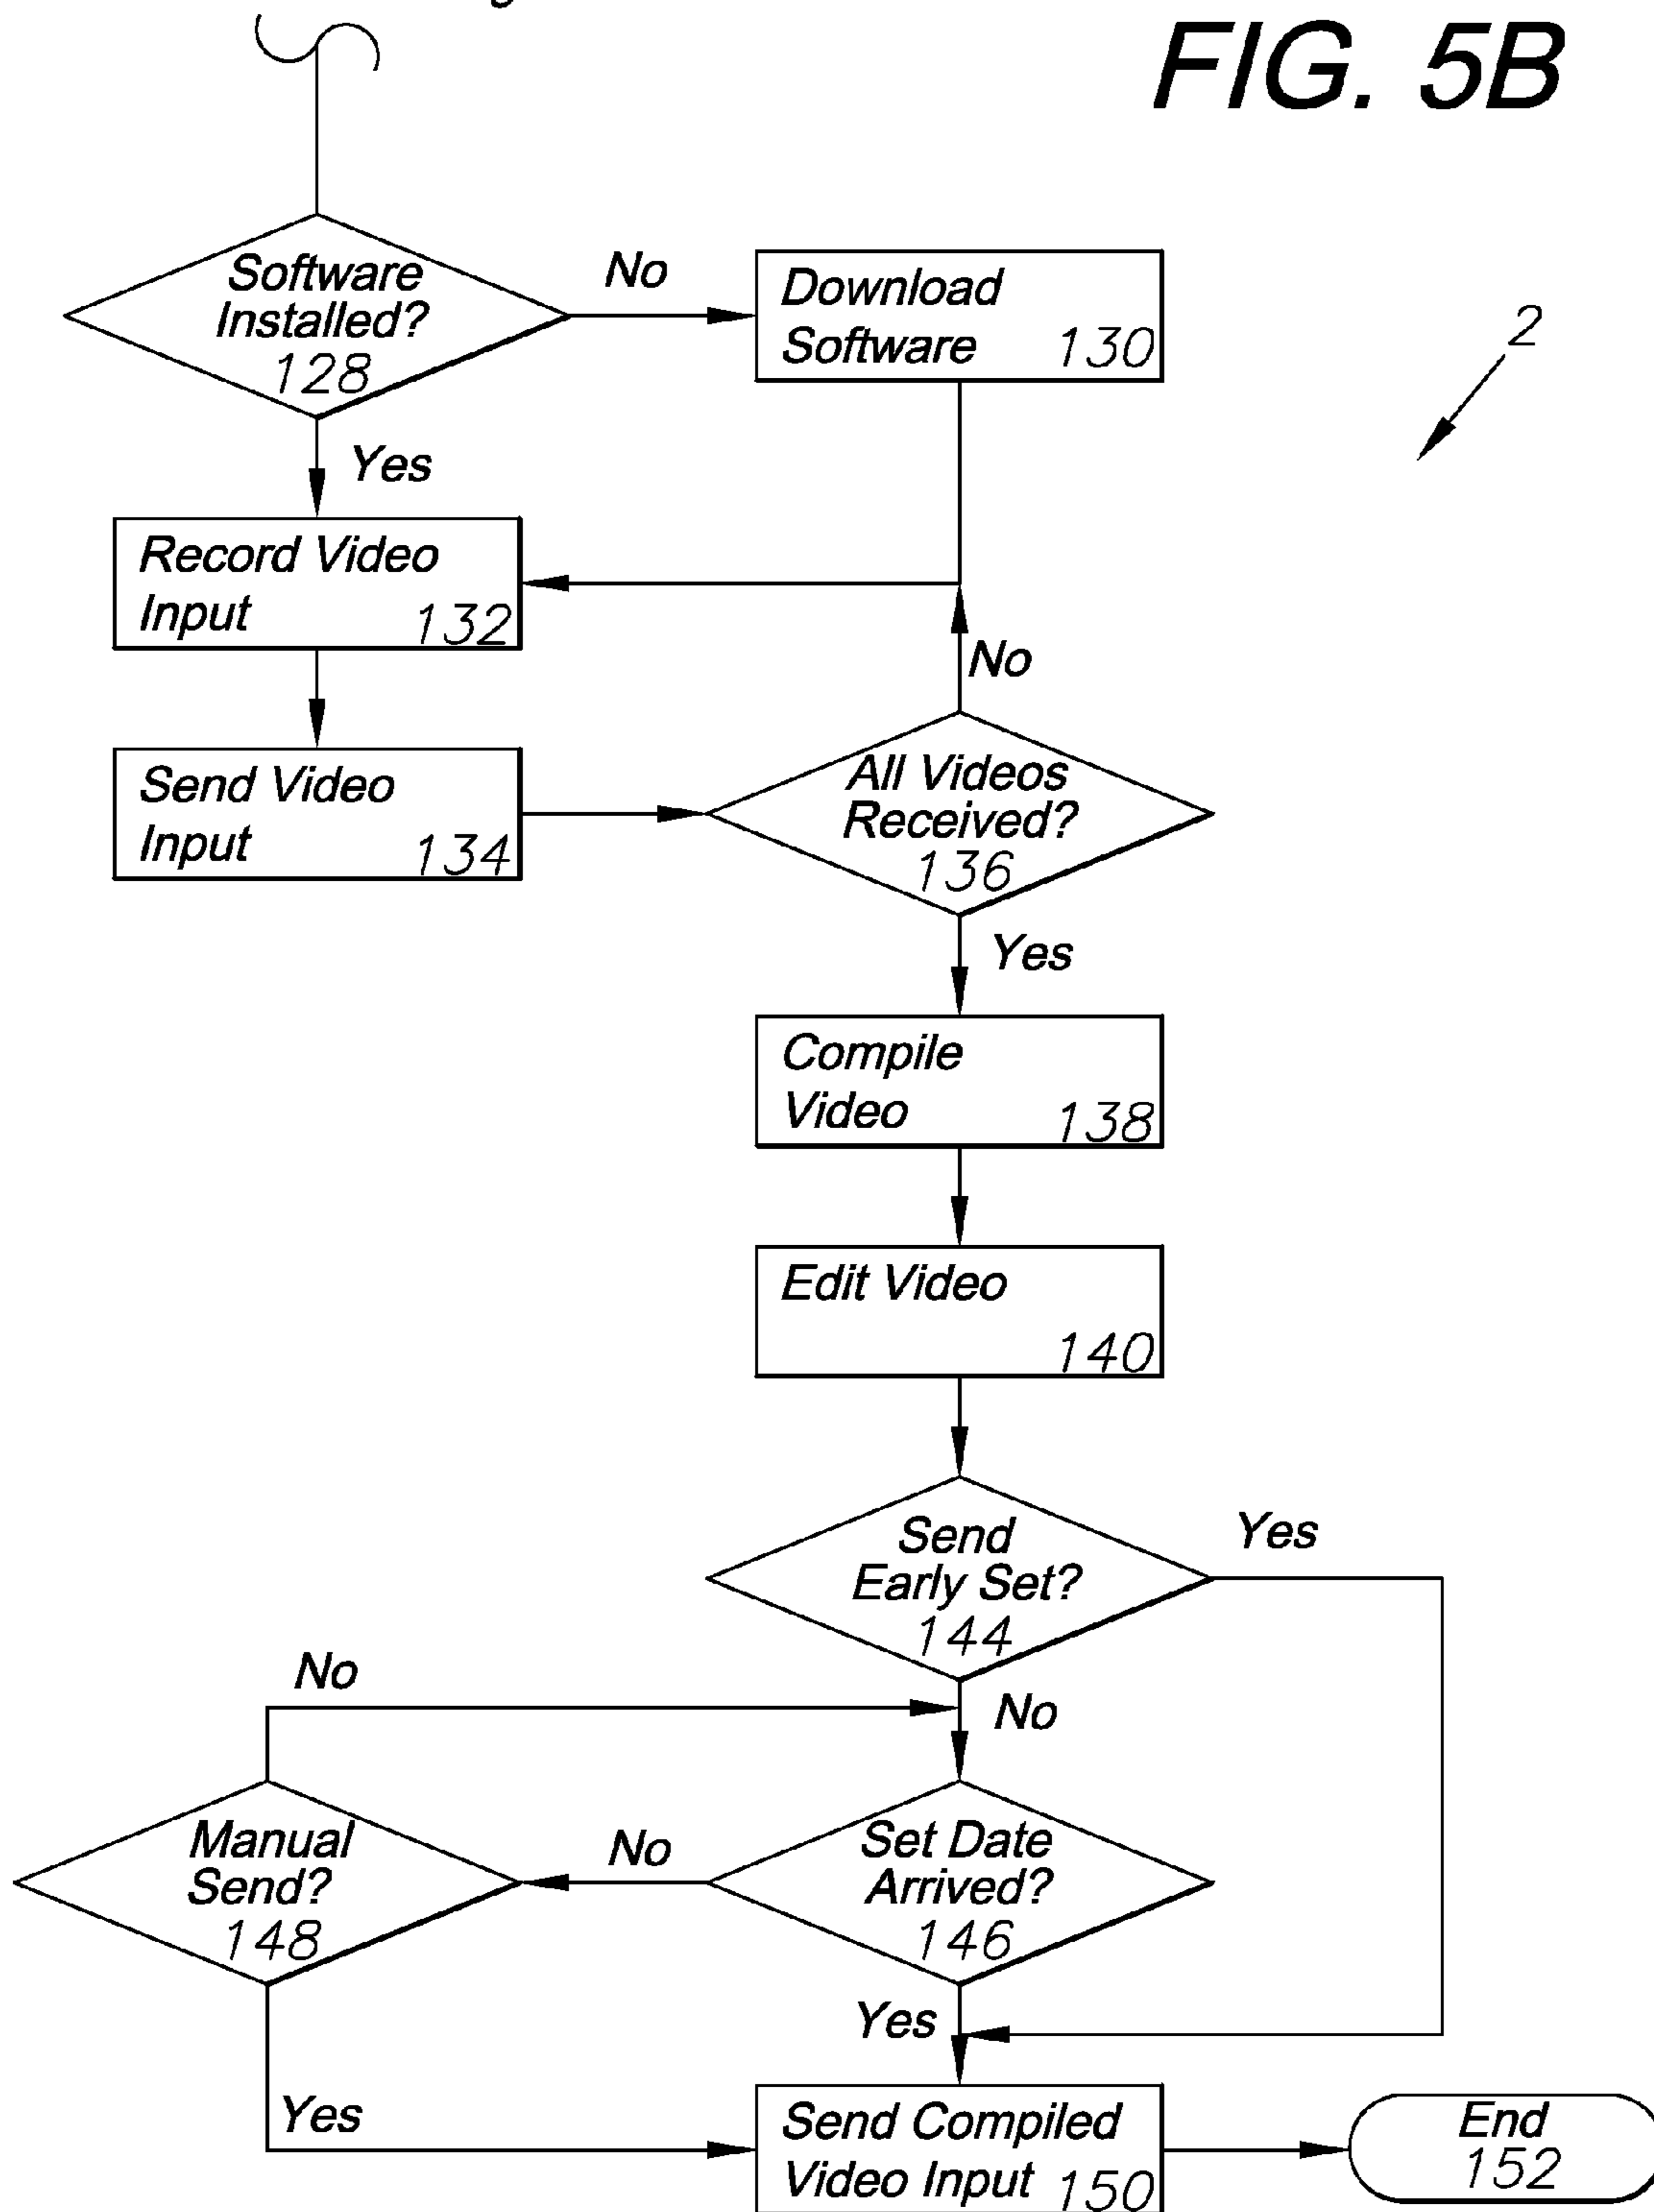 FIG. 5B
Software
Installed?
128
No
Download
Software 130
2
Yes
Record Video
Input 132
No
Send Video
Input 134
All Videos
Received?
136
Yes
Compile
Video 138
Edit Video
140
Send
Early Set?
144
Yes
No
No
Manual
Send?
148
No
Set Date
Arrived?
146
Yes
Yes
Send Compiled
Video Input 150
End
152